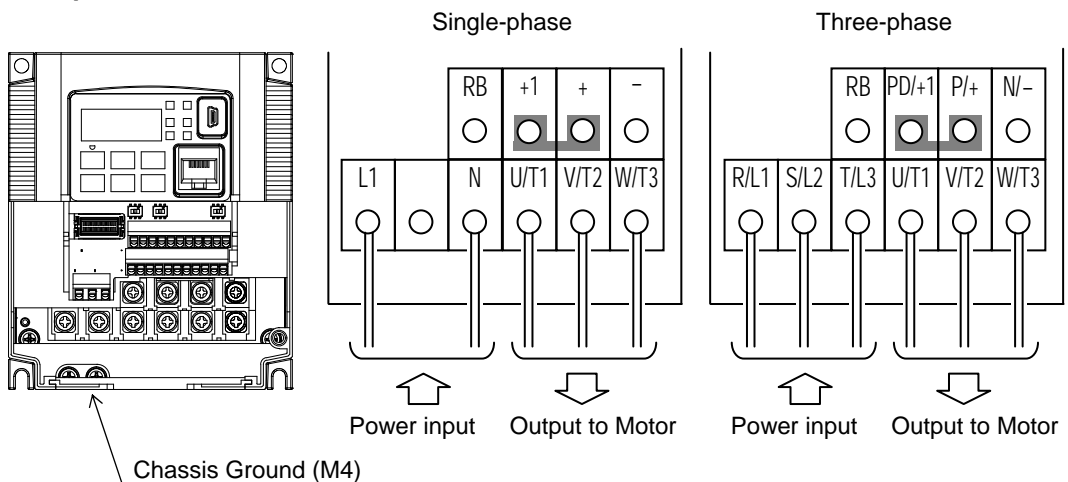 Single-phase
Three-phase
RB +1 + −
L1 N U/T1 V/T2 W/T3
RB PD/+1 P/+ N/−
R/L1 S/L2 T/L3 U/T1 V/T2 W/T3
Power input
Output to Motor
Power input
Output to Motor
Chassis Ground (M4)